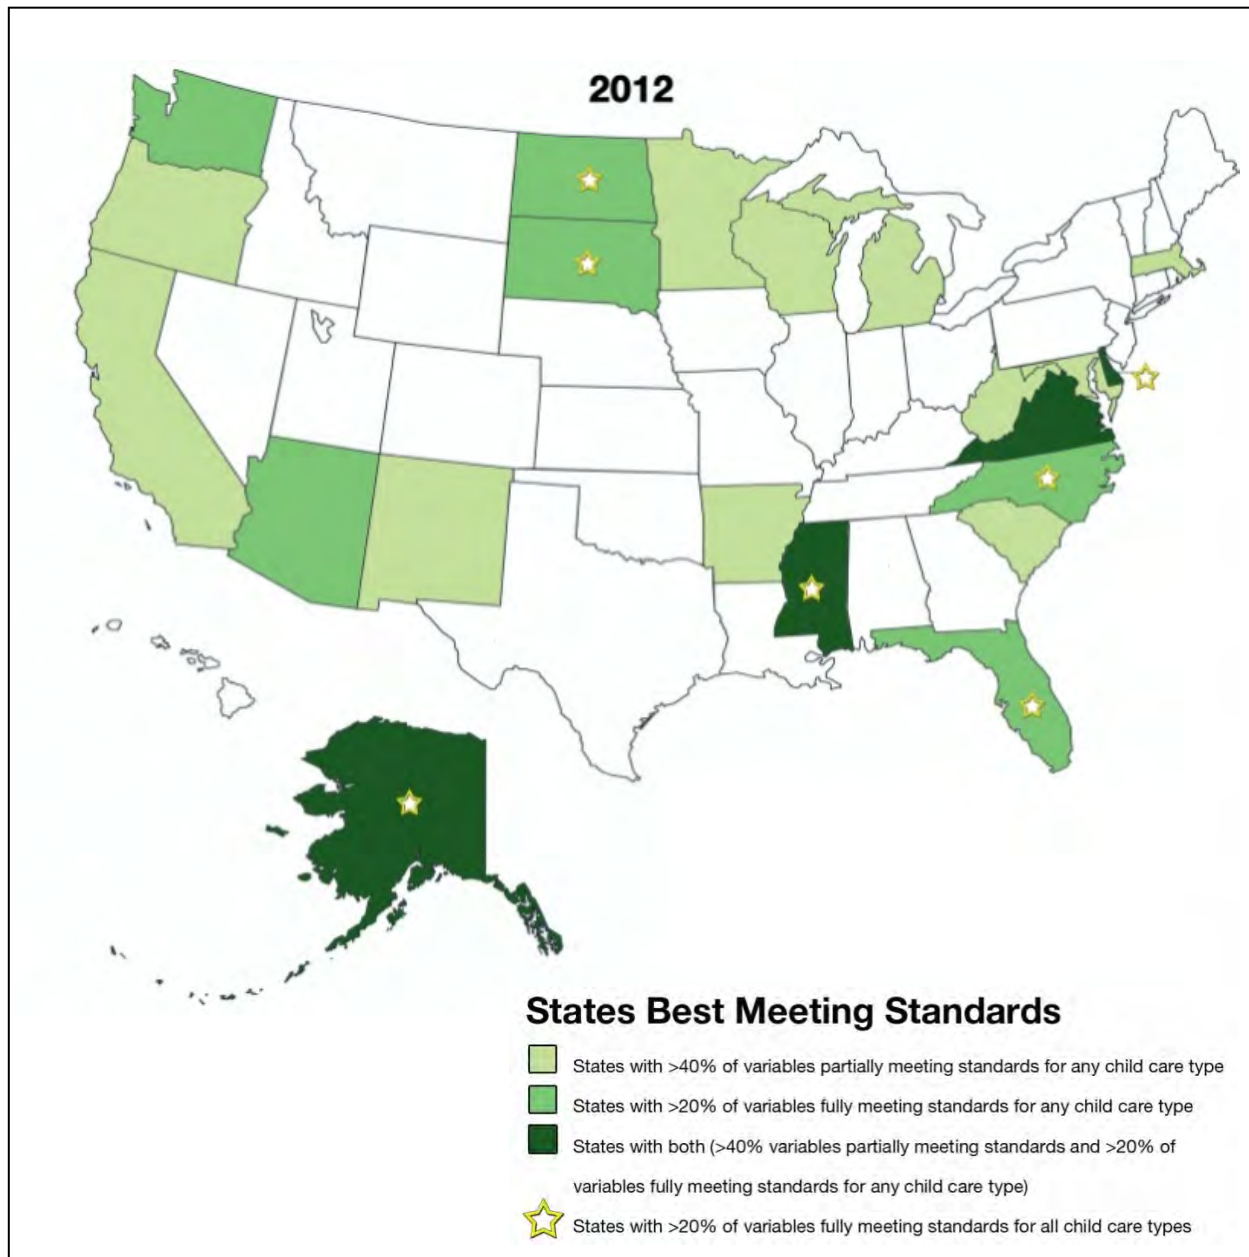 2012
States Best Meeting Standards
States with >40% of variables partially meeting standards for any child care type
States with >20% of variables fully meeting standards for any child care type
States with both (>40% variables partially meeting standards and >20% of
variables fully meeting standards for any child care type)
States with >20% of variables fully meeting standards for all child care types